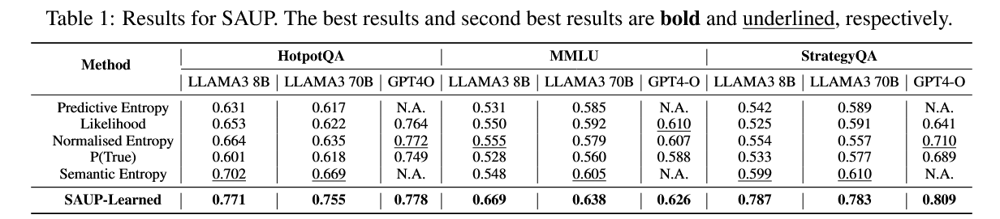 Table 1: Results for SAUP. The best results and second best results are bold and underlined, respectively.
Method HotpotQA MMLU StrategyQA
LLAMA3 8B LLAMA3 70B GPT4O LLAMA3 8B LLAMA3 70B GPT4-O LLAMA3 8B LLAMA3 70B GPT4-O
Predictive Entropy 0.631 0.617 N.A. 0.531 0.585 N.A. 0.542 0.589 N.A.
Likelihood 0.653 0.622 0.764 0.550 0.592 0.610 0.525 0.591 0.641
Normalised Entropy 0.664 0.635 0.772 0.555 0.579 0.607 0.554 0.557 0.710
P(True) 0.601 0.618 0.749 0.528 0.560 0.588 0.533 0.577 0.689
Semantic Entropy 0.702 0.669 N.A. 0.548 0.605 N.A. 0.599 0.610 N.A.
SAUP-Learned 0.771 0.755 0.778 0.669 0.638 0.626 0.787 0.783 0.809